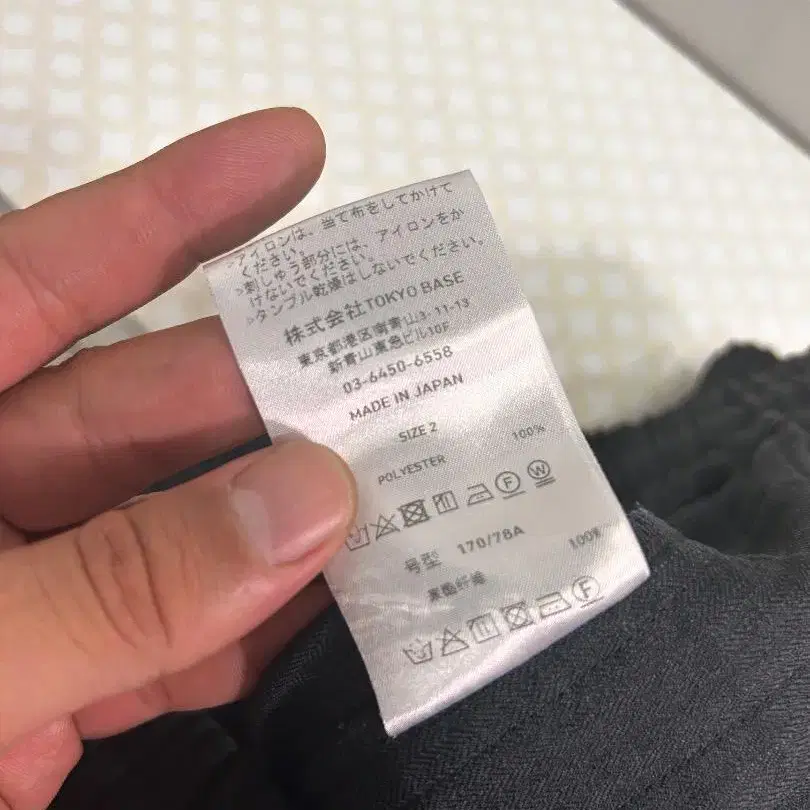 アイロンは、当て布をしてかけて
ください。
刺しゅう部分には、アイロンをか
けないでください。
タンブル乾燥はしないでください。
株式会社TOKYO BASE
東京都港区南青山3-11-13
新青山東急ビル10F
03-6450-6558
MADE IN JAPAN
SIZE 2
POLYESTER 100%
F W
号型 170/78A
聚酯纤维 100%
F